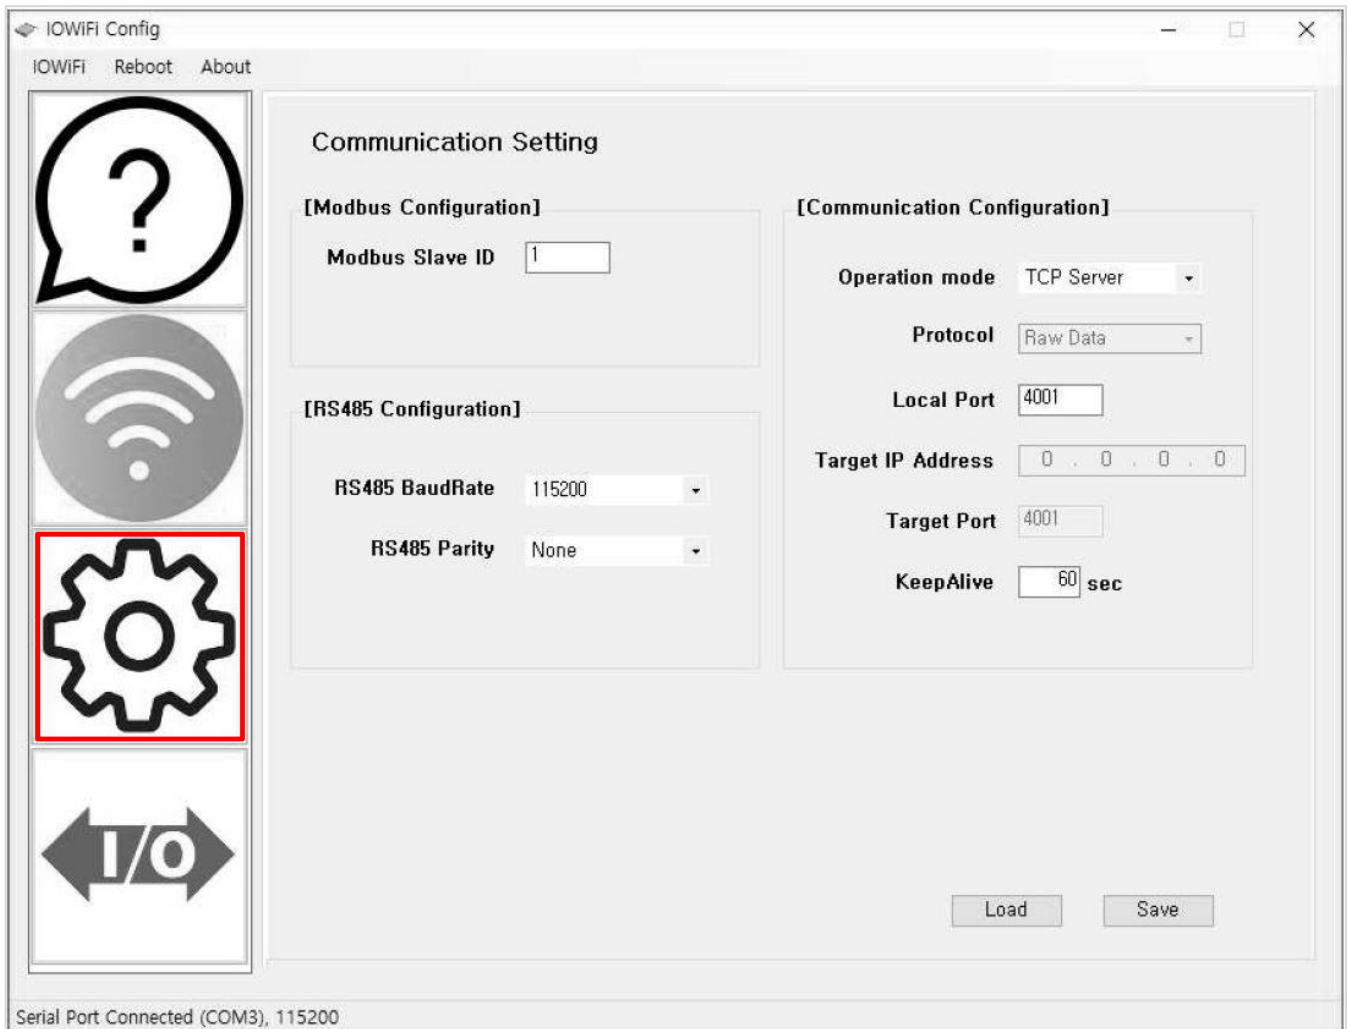 IOWiFi Config
IOWiFi Reboot About
?
Communication Setting
[Modbus Configuration]
Modbus Slave ID 1
[RS485 Configuration]
RS485 BaudRate 115200
RS485 Parity None
[Communication Configuration]
Operation mode TCP Server
Protocol Raw Data
Local Port 4001
Target IP Address 0 . 0 . 0 . 0
Target Port 4001
KeepAlive 60 sec
I/O
Load Save
Serial Port Connected (COM3), 115200